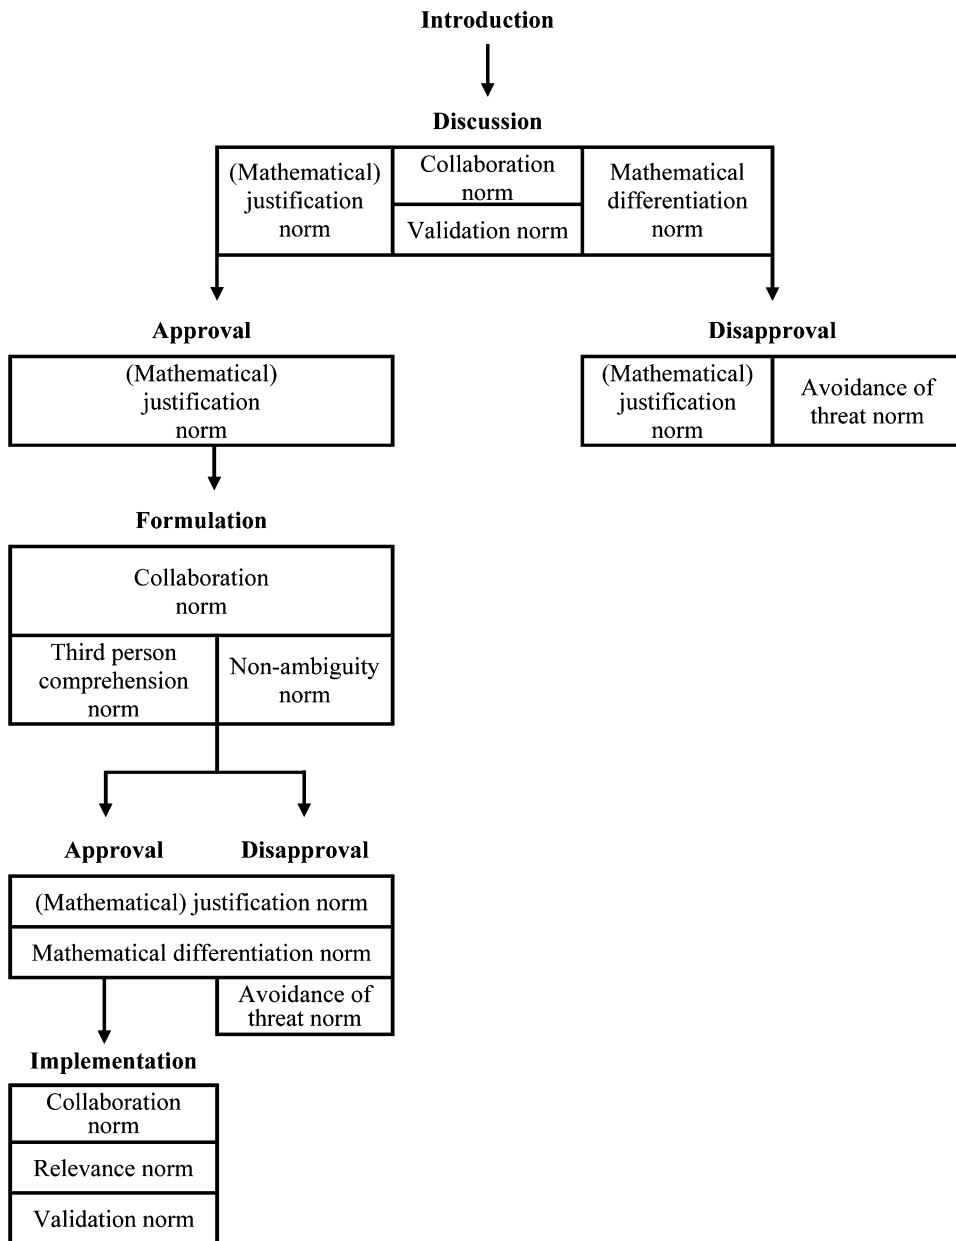 Introduction
Discussion
(Mathematical)
justification
norm
Collaboration
norm
Validation norm
Mathematical
differentiation
norm
Approval
(Mathematical)
justification
norm
Disapproval
(Mathematical)
justification
norm
Avoidance of
threat norm
Formulation
Collaboration
norm
Third person
comprehension
norm
Non-ambiguity
norm
Approval
Disapproval
(Mathematical) justification norm
Mathematical differentiation norm
Avoidance of
threat norm
Implementation
Collaboration
norm
Relevance norm
Validation norm